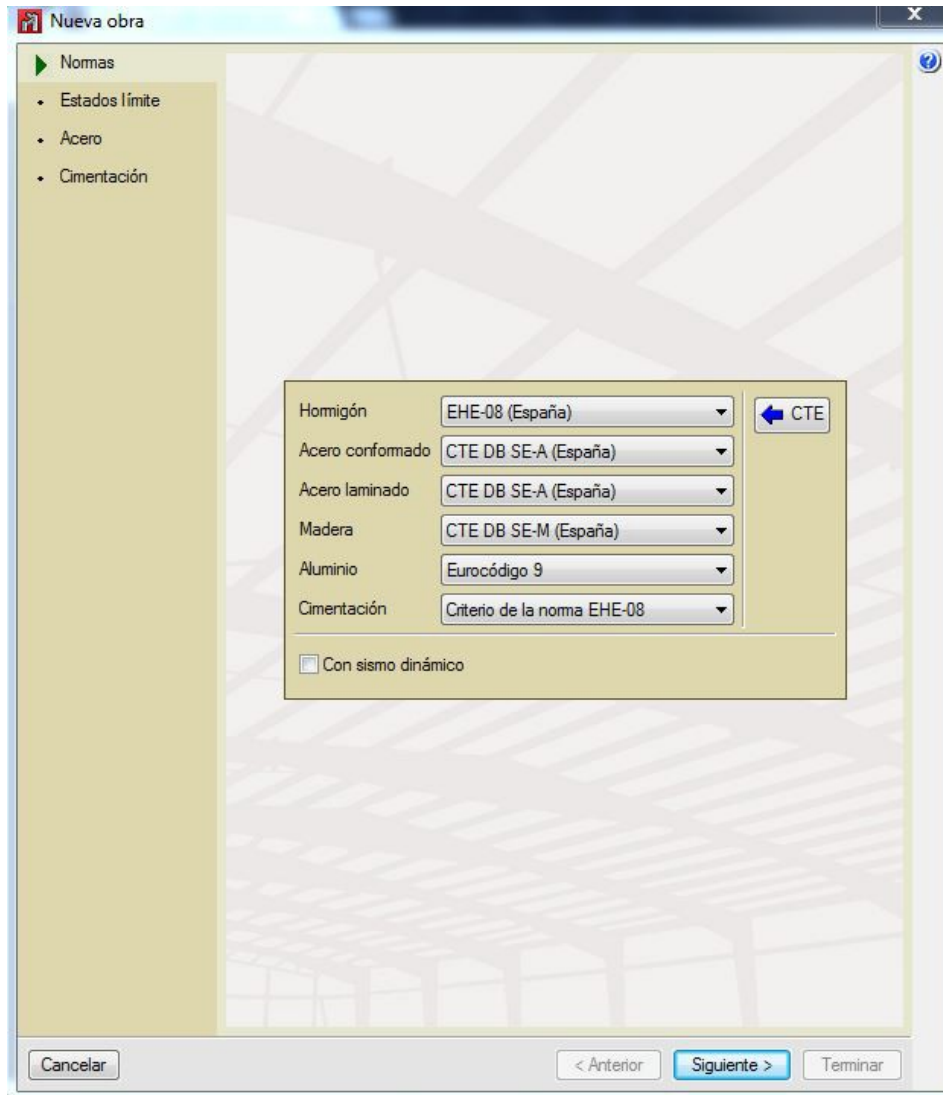 Nueva obra
x
Normas
?
Estados límite
Acero
Cimentación
Hormigón EHE-08 (España) CTE
Acero conformado CTE DB SE-A (España)
Acero laminado CTE DB SE-A (España)
Madera CTE DB SE-M (España)
Aluminio Eurocódigo 9
Cimentación Criterio de la norma EHE-08
Con sismo dinámico
Cancelar < Anterior Siguiente > Terminar